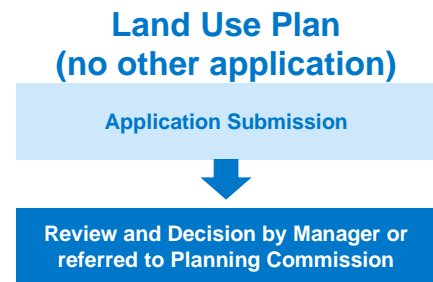 Land Use Plan
(no other application)
Application Submission
Review and Decision by Manager or
referred to Planning Commission